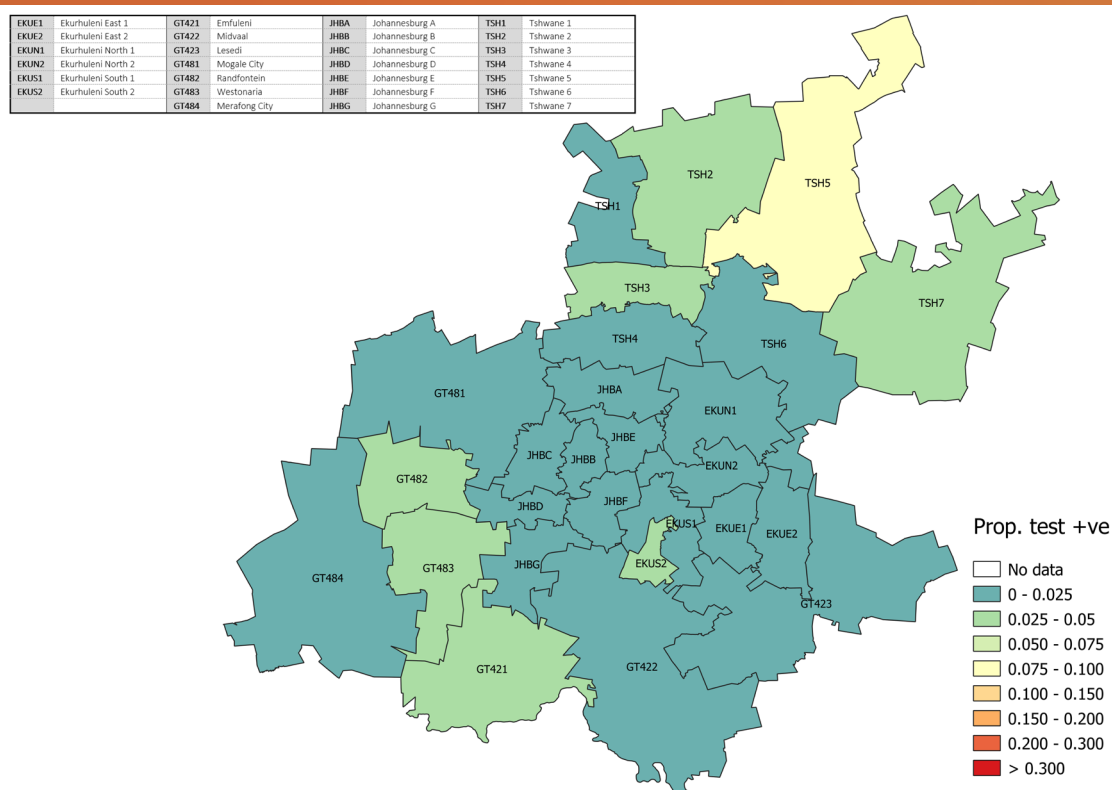 EKUE1 Ekurhuleni East 1 GT421 Emfuleni JHBA Johannesburg A TSH1 Tshwane 1
EKUE2 Ekurhuleni East 2 GT422 Midvaal JHBB Johannesburg B TSH2 Tshwane 2
EKUN1 Ekurhuleni North 1 GT423 Lesedi JHBC Johannesburg C TSH3 Tshwane 3
EKUN2 Ekurhuleni North 2 GT481 Mogale City JHBD Johannesburg D TSH4 Tshwane 4
EKUS1 Ekurhuleni South 1 GT482 Randfontein JHBE Johannesburg E TSH5 Tshwane 5
EKUS2 Ekurhuleni South 2 GT483 Westonaria JHBF Johannesburg F TSH6 Tshwane 6
GT484 Merafong City JHBG Johannesburg G TSH7 Tshwane 7
TSH2
TSH5
TSH1
TSH3
TSH7
TSH4
TSH6
GT481
JHBA
EKUN1
JHBE
JHBC
JHBB
EKUN2
GT482
JHBD
JHBF
EKUS1
EKUE1
EKUE2
GT483
JHBG
EKUS2
GT484
GT423
GT421
GT422
Prop. test +ve
No data
0 - 0.025
0.025 - 0.05
0.050 - 0.075
0.075 - 0.100
0.100 - 0.150
0.150 - 0.200
0.200 - 0.300
> 0.300